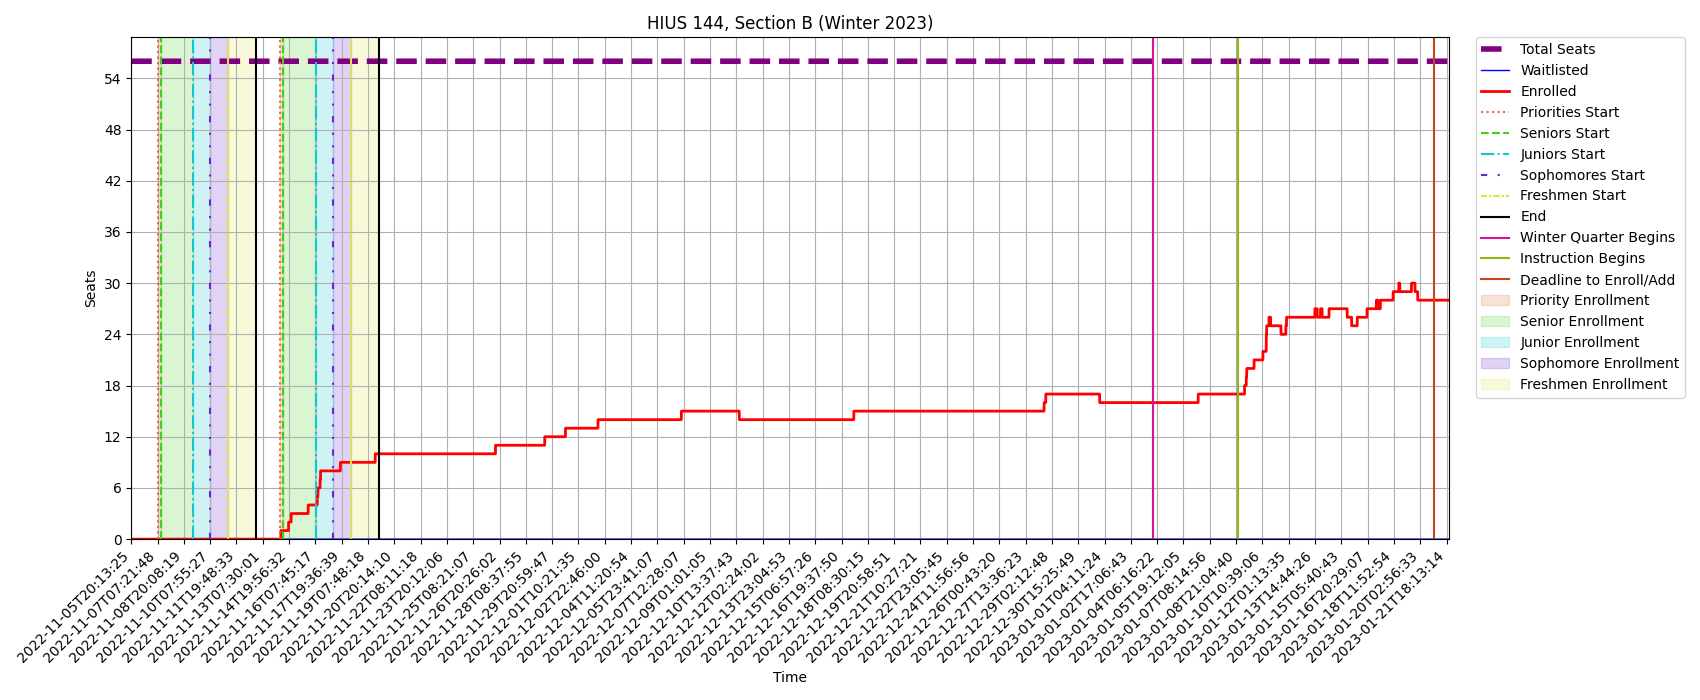 HIUS 144, Section B (Winter 2023)
Seats
54
48
42
36
30
24
18
12
6
0
2022-11-05T20:13:25
2022-11-07T07:21:48
2022-11-08T20:08:19
2022-11-10T07:55:27
2022-11-11T19:48:33
2022-11-13T07:30:01
2022-11-14T19:56:32
2022-11-16T07:45:17
2022-11-17T19:36:39
2022-11-19T07:48:18
2022-11-20T20:14:10
2022-11-22T08:11:18
2022-11-23T20:12:06
2022-11-25T08:21:07
2022-11-26T20:26:02
2022-11-28T08:37:55
2022-11-29T20:59:47
2022-12-01T10:21:35
2022-12-02T22:46:00
2022-12-04T11:20:54
2022-12-05T23:41:07
2022-12-07T12:28:07
2022-12-09T01:01:05
2022-12-10T13:37:43
2022-12-12T02:24:02
2022-12-13T23:04:53
2022-12-15T06:57:26
2022-12-16T19:37:50
2022-12-18T08:30:15
2022-12-19T20:58:51
2022-12-21T10:27:21
2022-12-22T23:05:45
2022-12-24T11:56:56
2022-12-26T00:43:20
2022-12-27T13:36:23
2022-12-29T02:12:48
2022-12-30T15:25:49
2023-01-01T04:11:24
2023-01-02T17:06:43
2023-01-04T06:16:22
2023-01-05T19:12:05
2023-01-07T08:14:56
2023-01-08T21:04:40
2023-01-10T10:39:06
2023-01-12T01:13:35
2023-01-13T14:44:26
2023-01-15T05:40:43
2023-01-16T20:29:07
2023-01-18T11:52:54
2023-01-20T02:56:33
2023-01-21T18:13:14
Time
Total Seats
Waitlisted
Enrolled
Priorities Start
Seniors Start
Juniors Start
Sophomores Start
Freshmen Start
End
Winter Quarter Begins
Instruction Begins
Deadline to Enroll/Add
Priority Enrollment
Senior Enrollment
Junior Enrollment
Sophomore Enrollment
Freshmen Enrollment